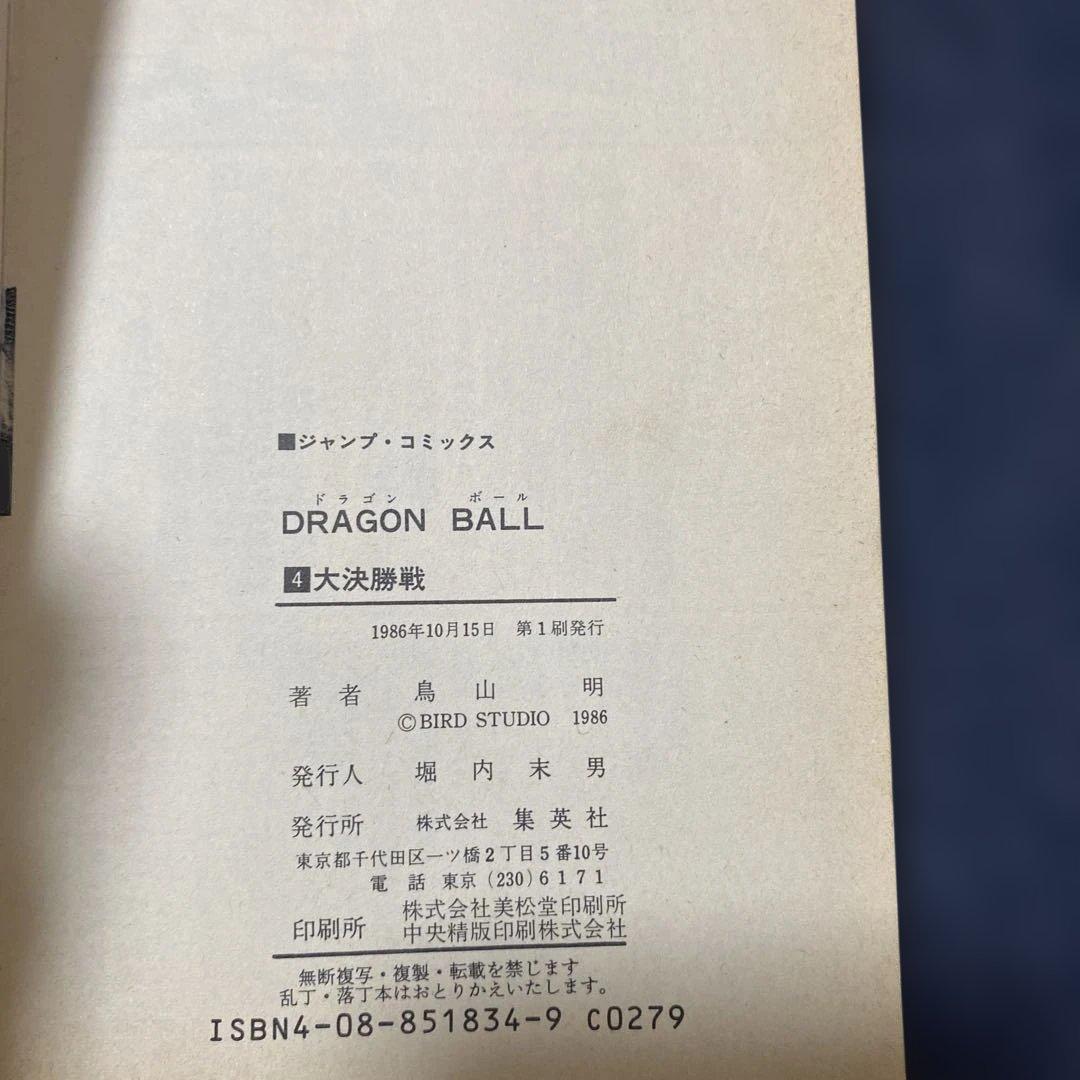 ■ジャンプ・コミックス
ドラゴン ボール
DRAGON BALL
4大決勝戦
1986年10月15日 第1刷発行
著者 鳥山明
©BIRD STUDIO 1986
発行人 堀内末男
発行所 株式会社 集英社
東京都千代田区一ツ橋2丁目5番10号
電話 東京(230)6171
印刷所 株式会社美松堂印刷所
中央精版印刷株式会社
無断複写・複製・転載を禁じます
乱丁・落丁本はおとりかえいたします。
ISBN4-08-851834-9 C0279